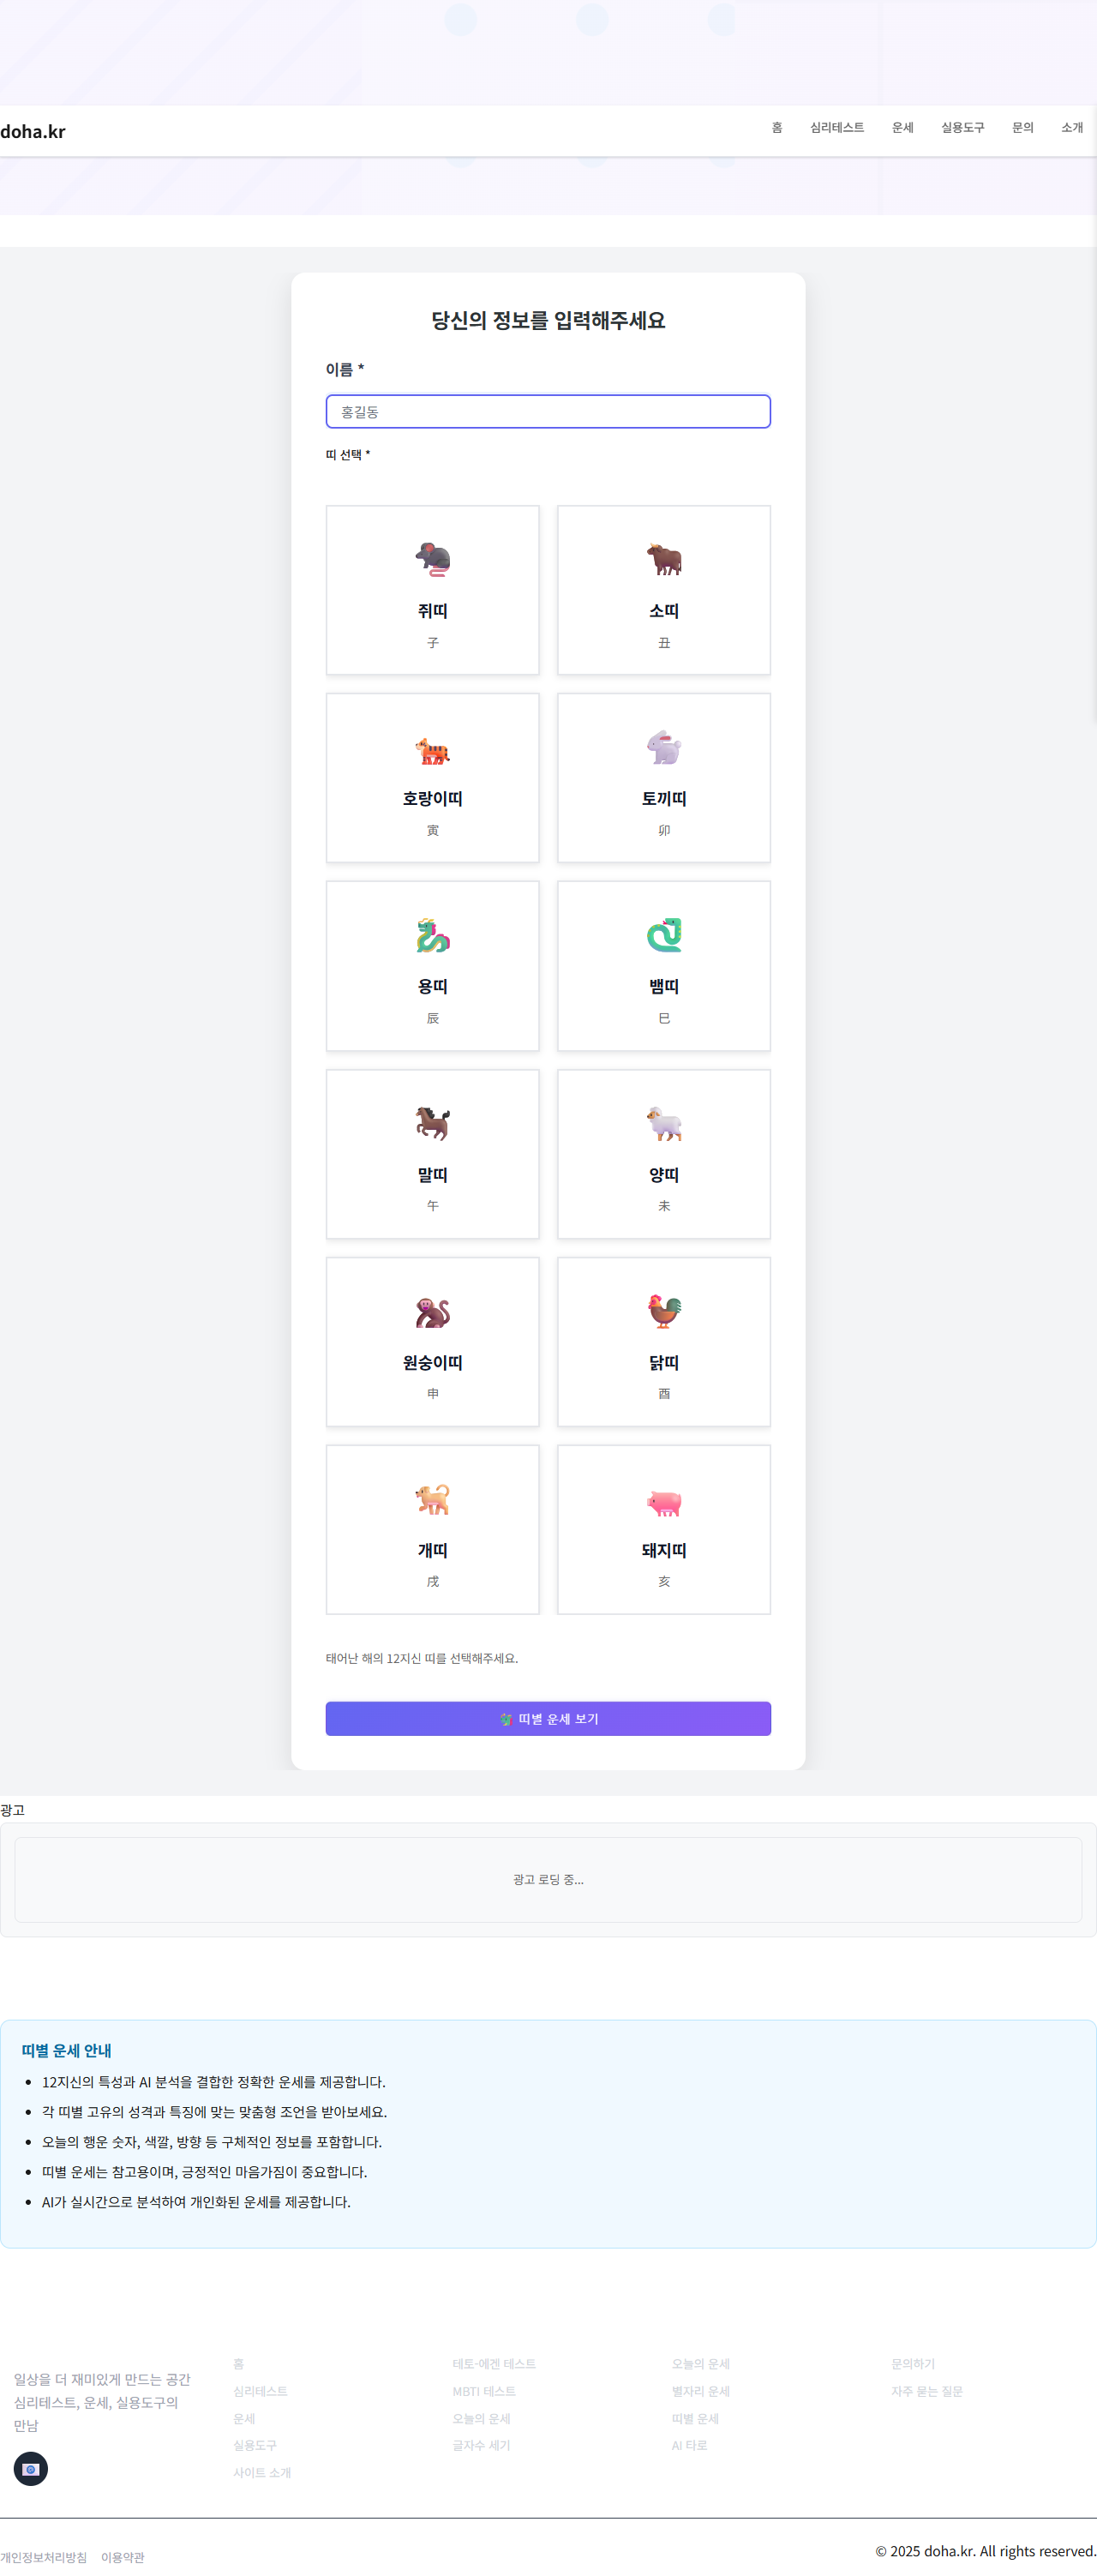 doha.kr
홈 심리테스트 운세 실용도구 문의 소개
당신의 정보를 입력해주세요
이름 *
홍길동
띠 선택 *
쥐띠
子
소띠
丑
호랑이띠
寅
토끼띠
卯
용띠
辰
뱀띠
巳
말띠
午
양띠
未
원숭이띠
申
닭띠
酉
개띠
戌
돼지띠
亥
태어난 해의 12지신 띠를 선택해주세요.
띠별 운세 보기
광고
광고 로딩 중...
띠별 운세 안내
• 12지신의 특성과 AI 분석을 결합한 정확한 운세를 제공합니다.
• 각 띠별 고유의 성격과 특징에 맞는 맞춤형 조언을 받아보세요.
• 오늘의 행운 숫자, 색깔, 방향 등 구체적인 정보를 포함합니다.
• 띠별 운세는 참고용이며, 긍정적인 마음가짐이 중요합니다.
• AI가 실시간으로 분석하여 개인화된 운세를 제공합니다.
일상을 더 재미있게 만드는 공간
심리테스트, 운세, 실용도구의
만남
홈
심리테스트
운세
실용도구
사이트 소개
테토-에겐 테스트
MBTI 테스트
오늘의 운세
글자수 세기
오늘의 운세
별자리 운세
띠별 운세
AI 타로
문의하기
자주 묻는 질문
개인정보처리방침 이용약관
© 2025 doha.kr. All rights reserved.